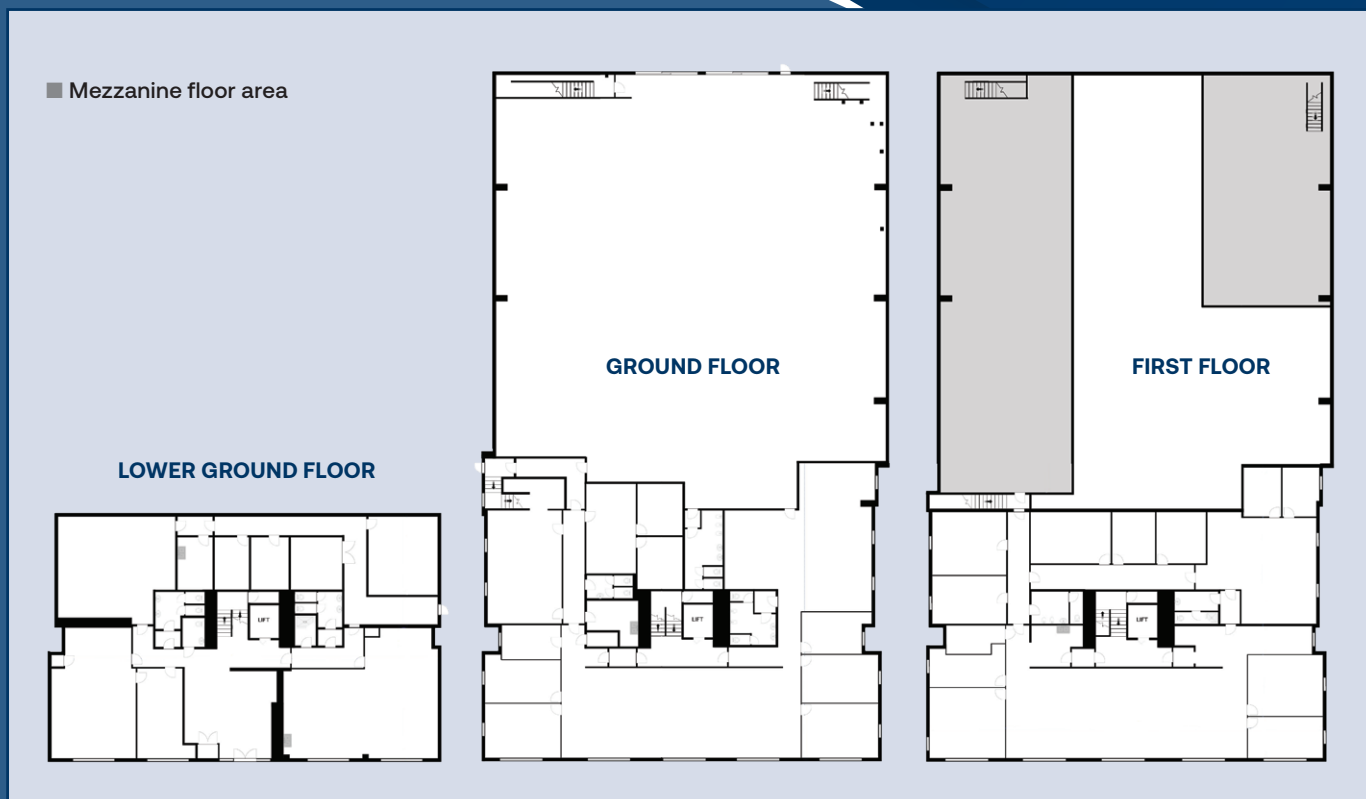 Mezzanine floor area
GROUND FLOOR
FIRST FLOOR
LOWER GROUND FLOOR
LIFT
LIFT
LIFT